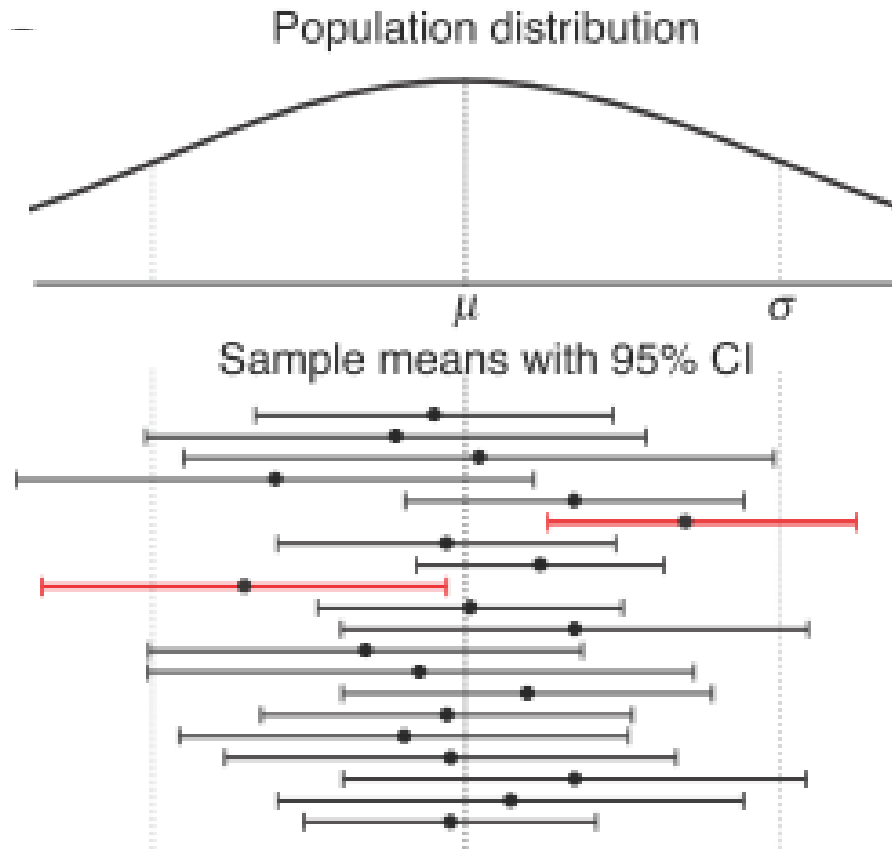 Population distribution
μ σ
Sample means with 95% CI